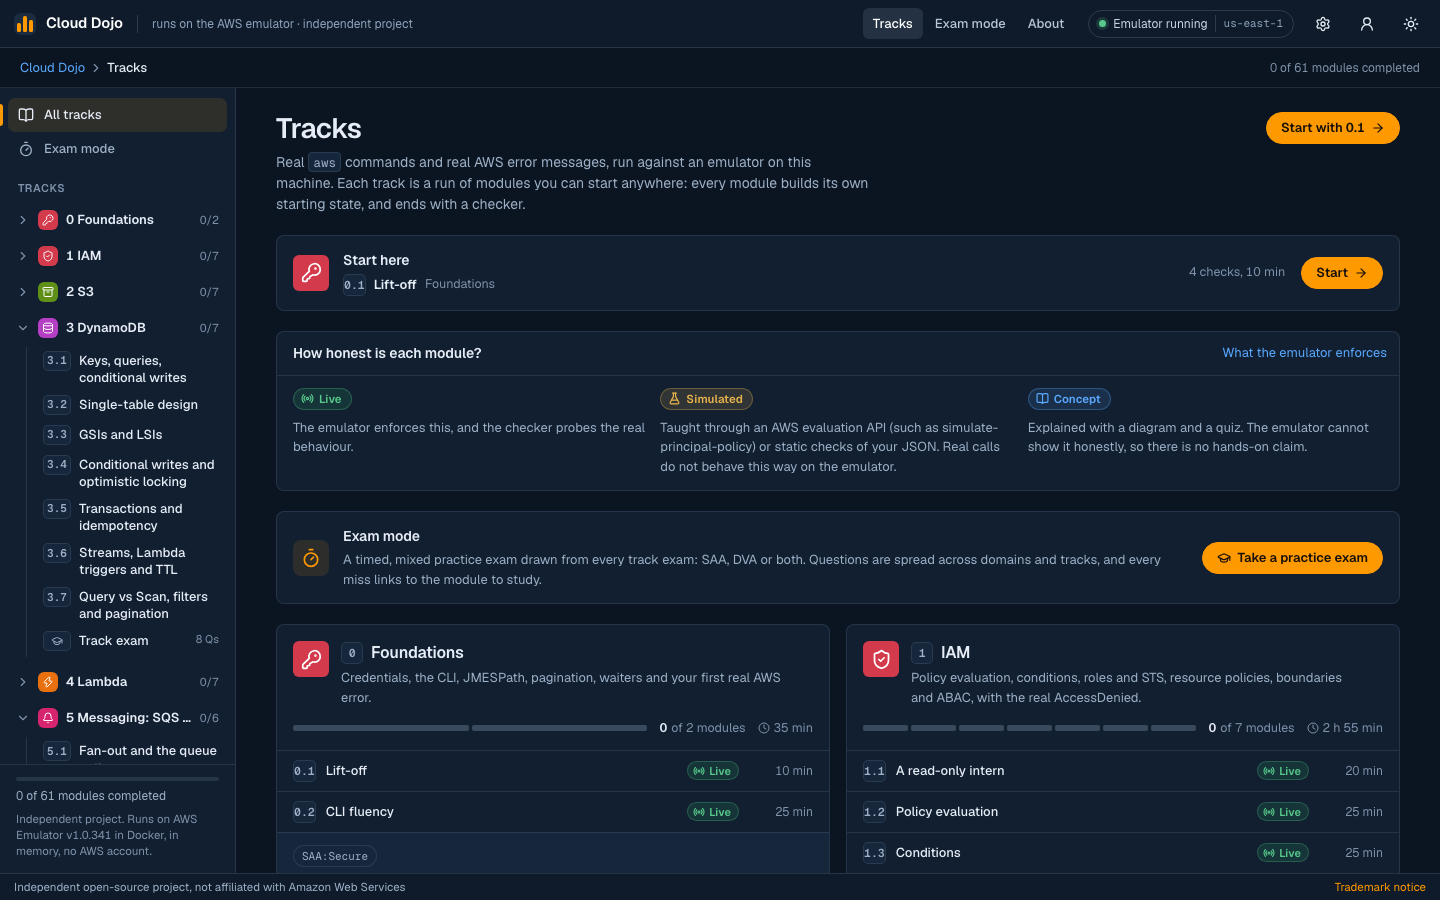 Cloud Dojo
runs on the AWS emulator · independent project
Tracks
Exam mode
About
Emulator running
us-east-1
Cloud Dojo
Tracks
0 of 61 modules completed
All tracks
Exam mode
TRACKS
0 Foundations
0/2
1 IAM
0/7
2 S3
0/7
3 DynamoDB
0/7
3.1 Keys, queries,
conditional writes
3.2 Single-table design
3.3 GSIs and LSIs
3.4 Conditional writes and
optimistic locking
3.5 Transactions and
idempotency
3.6 Streams, Lambda
triggers and TTL
3.7 Query vs Scan, filters
and pagination
Track exam
8 Qs
4 Lambda
0/7
5 Messaging: SQS ...
0/6
5.1 Fan-out and the queue
0 of 61 modules completed
Independent project. Runs on AWS
Emulator v1.0.341 in Docker, in
memory, no AWS account.
Tracks
Start with 0.1
Real aws commands and real AWS error messages, run against an emulator on this
machine. Each track is a run of modules you can start anywhere: every module builds its own
starting state, and ends with a checker.
Start here
0.1 Lift-off Foundations
4 checks, 10 min
Start
How honest is each module?
What the emulator enforces
Live
The emulator enforces this, and the checker probes the real
behaviour.
Simulated
Taught through an AWS evaluation API (such as simulate-
principal-policy) or static checks of your JSON. Real calls
do not behave this way on the emulator.
Concept
Explained with a diagram and a quiz. The emulator cannot
show it honestly, so there is no hands-on claim.
Exam mode
A timed, mixed practice exam drawn from every track exam: SAA, DVA or both. Questions are spread across domains and tracks, and every
miss links to the module to study.
Take a practice exam
0 Foundations
Credentials, the CLI, JMESPath, pagination, waiters and your first real AWS
error.
0 of 2 modules
35 min
0.1 Lift-off
Live
10 min
0.2 CLI fluency
Live
25 min
SAA:Secure
1 IAM
Policy evaluation, conditions, roles and STS, resource policies, boundaries
and ABAC, with the real AccessDenied.
0 of 7 modules
2 h 55 min
1.1 A read-only intern
Live
20 min
1.2 Policy evaluation
Live
25 min
1.3 Conditions
Live
25 min
Independent open-source project, not affiliated with Amazon Web Services
Trademark notice